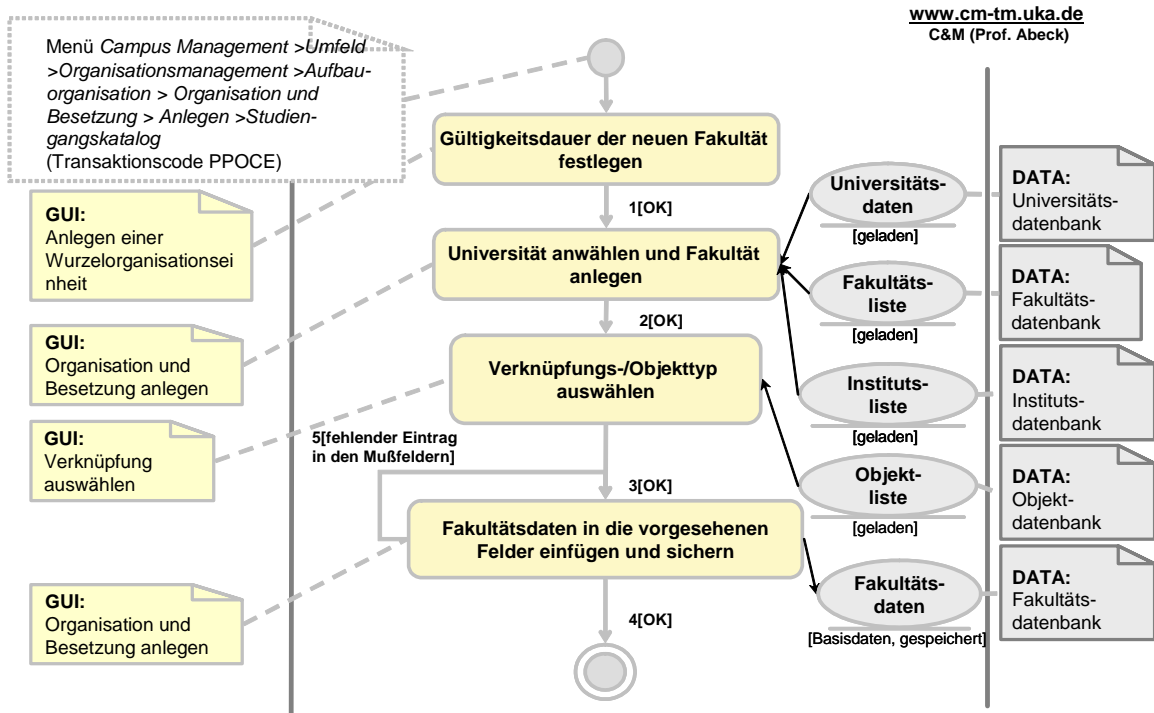 www.cm-tm.uka.de
C&M (Prof. Abeck)
Menü Campus Management >Umfeld
>Organisationsmanagement >Aufbau-
organisation > Organisation und
Besetzung > Anlegen >Studien-
gangskatalog
(Transaktionscode PPOCE)
Gültigkeitsdauer der neuen Fakultät
festlegen
1[OK]
Universität anwählen und Fakultät
anlegen
2[OK]
Verknüpfungs-/Objekttyp
auswählen
5[fehlender Eintrag
in den Mußfeldern]
3[OK]
Fakultätsdaten in die vorgesehenen
Felder einfügen und sichern
4[OK]
GUI:
Anlegen einer
Wurzelorganisationsei
nheit
GUI:
Organisation und
Besetzung anlegen
GUI:
Verknüpfung
auswählen
GUI:
Organisation und
Besetzung anlegen
Universitäts-
daten
[geladen]
Fakultäts-
liste
[geladen]
Instituts-
liste
[geladen]
Objekt-
liste
[geladen]
Fakultäts-
daten
[Basisdaten, gespeichert]
DATA:
Universitäts-
datenbank
DATA:
Fakultäts-
datenbank
DATA:
Instituts-
datenbank
DATA:
Objekt-
datenbank
DATA:
Fakultäts-
datenbank